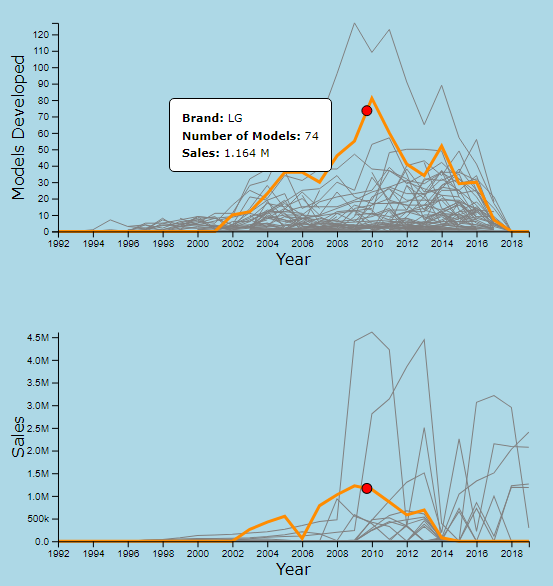 Models Developed
120
110
100
90
80
70
60
50
40
30
20
10
0
Brand: LG
Number of Models: 74
Sales: 1.164 M
1992 1994 1996 1998 2000 2002 2004 2006 2008 2010 2012 2014 2016 2018
Year
Sales
4.5M
4.0M
3.5M
3.0M
2.5M
2.0M
1.5M
1.0M
500k
0.0
1992 1994 1996 1998 2000 2002 2004 2006 2008 2010 2012 2014 2016 2018
Year